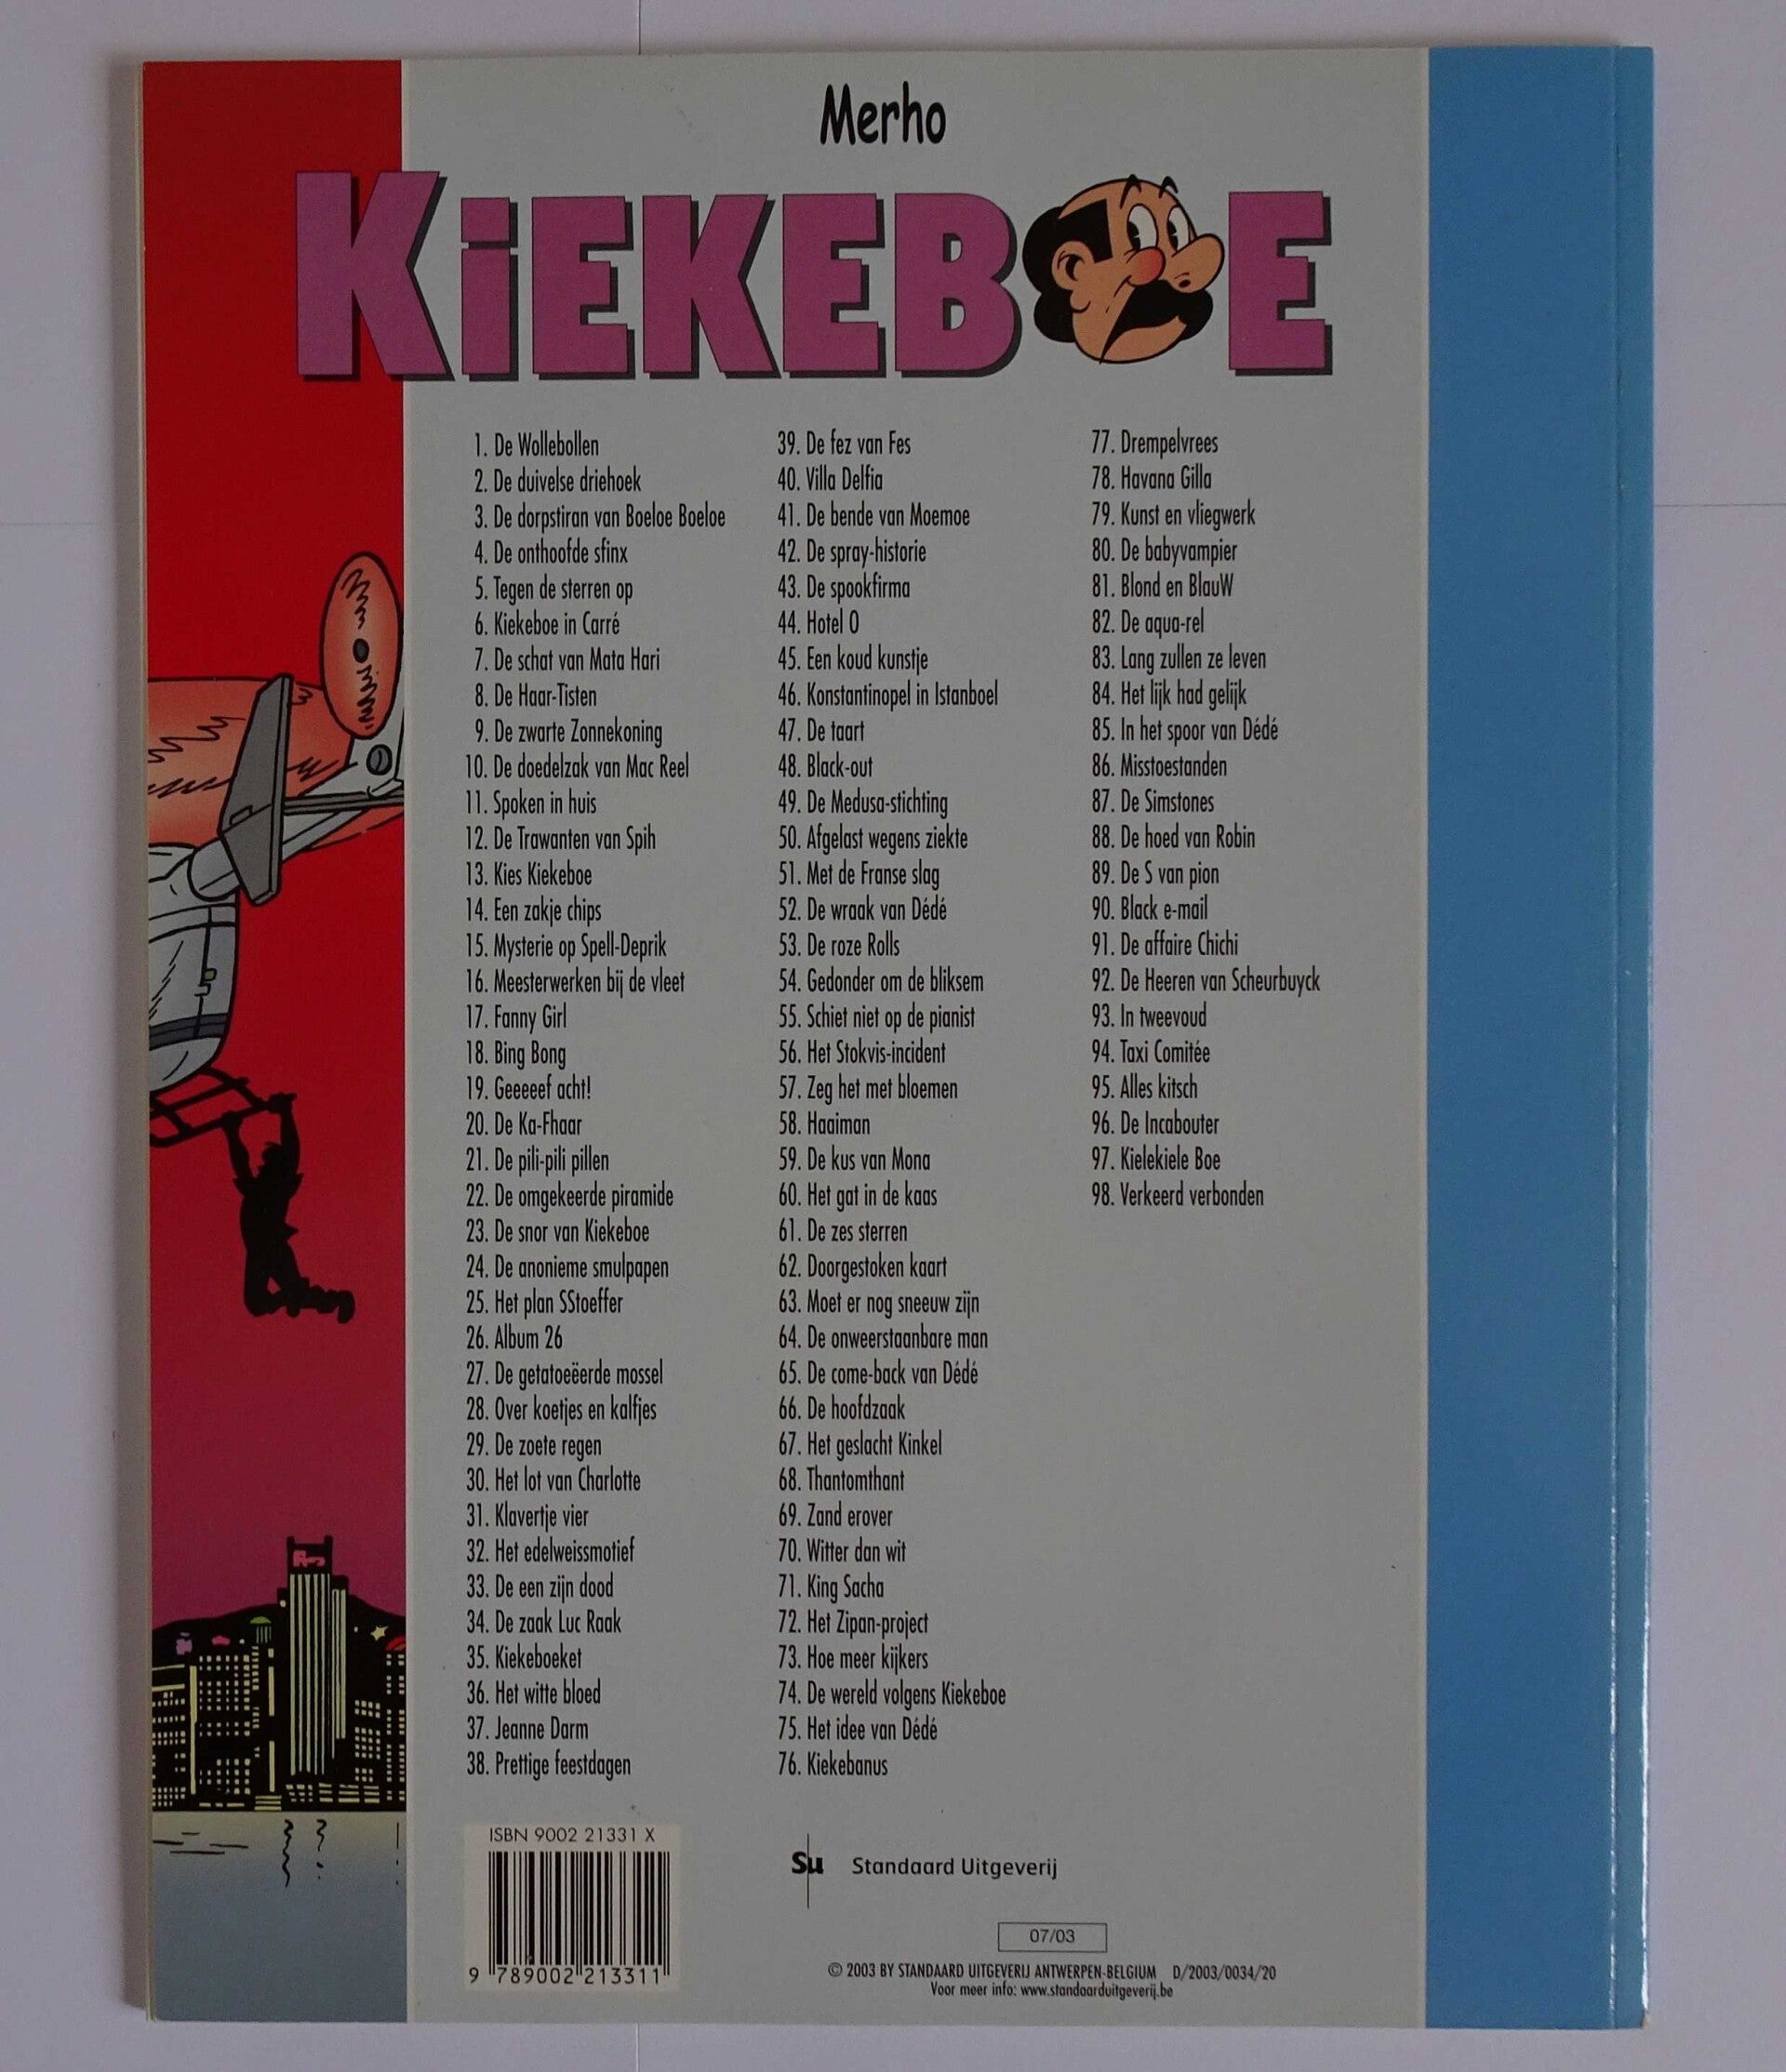 Merho
KiEKEBOE
1. De Wollebollen
2. De duivelse driehoek
3. De dorpstiran van Boeloe Boeloe
4. De onthoofde sfinx
5. Tegen de sterren op
6. Kiekeboe in Carré
7. De schat van Mata Hari
8. De Haar-Tisten
9. De zwarte Zonnekoning
10. De doedelzak van Mac Reel
11. Spoken in huis
12. De Trawanten van Spih
13. Kies Kiekeboe
14. Een zakje chips
15. Mysterie op Spell-Deprik
16. Meesterwerken bij de vleet
17. Fanny Girl
18. Bing Bong
19. Geeeeef acht!
20. De Ka-Fhaar
21. De pili-pili pillen
22. De omgekeerde piramide
23. De snor van Kiekeboe
24. De anonieme smulpapen
25. Het plan SStoeffer
26. Album 26
27. De getatoeëerde mossel
28. Over koetjes en kalfjes
29. De zoete regen
30. Het lot van Charlotte
31. Klavertje vier
32. Het edelweissmotief
33. De een zijn dood
34. De zaak Luc Raak
35. Kiekeboeket
36. Het witte bloed
37. Jeanne Darm
38. Prettige feestdagen
39. De fez van Fes
40. Villa Delfia
41. De bende van Moemoe
42. De spray-historie
43. De spookfirma
44. Hotel O
45. Een koud kunstje
46. Konstantinopel in Istanboel
47. De taart
48. Black-out
49. De Medusa-stichting
50. Afgelast wegens ziekte
51. Met de Franse slag
52. De wraak van Dédé
53. De roze Rolls
54. Gedonder om de bliksem
55. Schiet niet op de pianist
56. Het Stokvis-incident
57. Zeg het met bloemen
58. Haaiman
59. De kus van Mona
60. Het gat in de kaas
61. De zes sterren
62. Doorgestoken kaart
63. Moet er nog sneeuw zijn
64. De onweerstaanbare man
65. De come-back van Dédé
66. De hoofdzaak
67. Het geslacht Kinkel
68. Thantomthant
69. Zand erover
70. Witter dan wit
71. King Sacha
72. Het Zipan-project
73. Hoe meer kijkers
74. De wereld volgens Kiekeboe
75. Het idee van Dédé
76. Kiekebanus
77. Drempelvrees
78. Havana Gilla
79. Kunst en vliegwerk
80. De babyvampier
81. Blond en BlauW
82. De aqua-rel
83. Lang zullen ze leven
84. Het lijk had gelijk
85. In het spoor van Dédé
86. Misstoestanden
87. De Simstones
88. De hoed van Robin
89. De S van pion
90. Black e-mail
91. De affaire Chichi
92. De Heeren van Scheurbuyck
93. In tweevoud
94. Taxi Comitée
95. Alles kitsch
96. De Incabouter
97. Kielekiele Boe
98. Verkeerd verbonden
ISBN 9002 21331 X
9 789002 213311
Su Standaard Uitgeverij
07/03
© 2003 BY STANDAARD UITGEVERIJ ANTWERPEN-BELGIUM D/2003/0034/20
Voor meer info: www.standaarduitgeverij.be